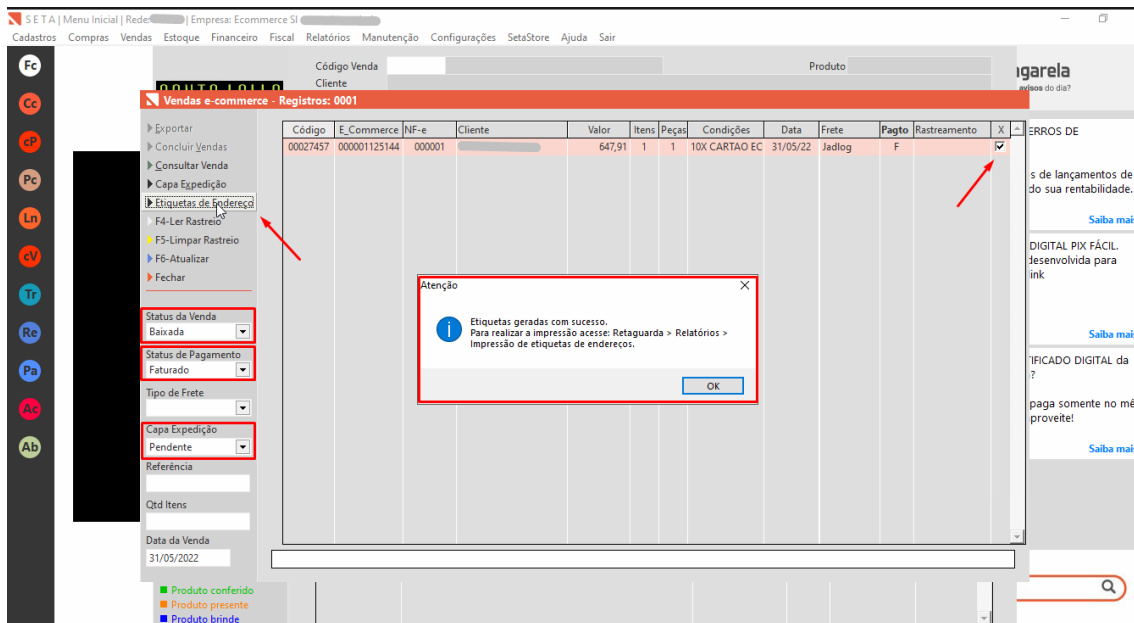 S E T A | Menu Inicial | Rede: | Empresa: Ecommerce SI
Cadastros Compras Vendas Estoque Financeiro Fiscal Relatórios Manutenção Configurações SetaStore Ajuda Sair
Fc
Cc
cP
Pc
Ln
cV
Tr
Re
Pa
Ac
Ab
Código Venda
Produto
Cliente
Vendas e-commerce - Registros: 0001
Exportar
Concluir Vendas
Consultar Venda
Capa Expedição
Etiquetas de Endereço
F4-Ler Rastreio
F5-Limpar Rastreio
F6-Atualizar
Fechar
Status da Venda
Baixada
Status de Pagamento
Faturado
Tipo de Frete
Capa Expedição
Pendente
Referência
Qtd Itens
Data da Venda
31/05/2022
Código E_Commerce NF-e Cliente Valor Itens Peças Condições Data Frete Pagto Rastreamento X
00027457 000001125144 000001 647,91 1 1 10X CARTAO EC 31/05/22 Jadlog F
Atenção
Etiquetas geradas com sucesso.
Para realizar a impressão acesse: Retaguarda > Relatórios >
Impressão de etiquetas de endereços.
OK
Produto conferido
Produto presente
Produto brinde
agarela
avisos do dia?
ERROS DE
s de lançamentos de
do sua rentabilidade.
Saiba mai
DIGITAL PIX FÁCIL.
desenvolvida para
ink
Saiba mai
IFICADO DIGITAL da
?
paga somente no mê
proveite!
Saiba mai